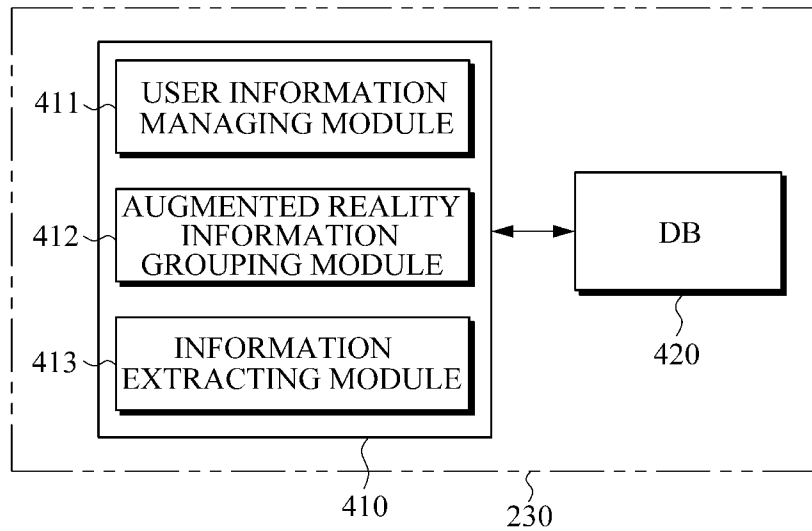 411
USER INFORMATION
MANAGING MODULE
412
AUGMENTED REALITY
INFORMATION
GROUPING MODULE
413
INFORMATION
EXTRACTING MODULE
DB
420
410
230